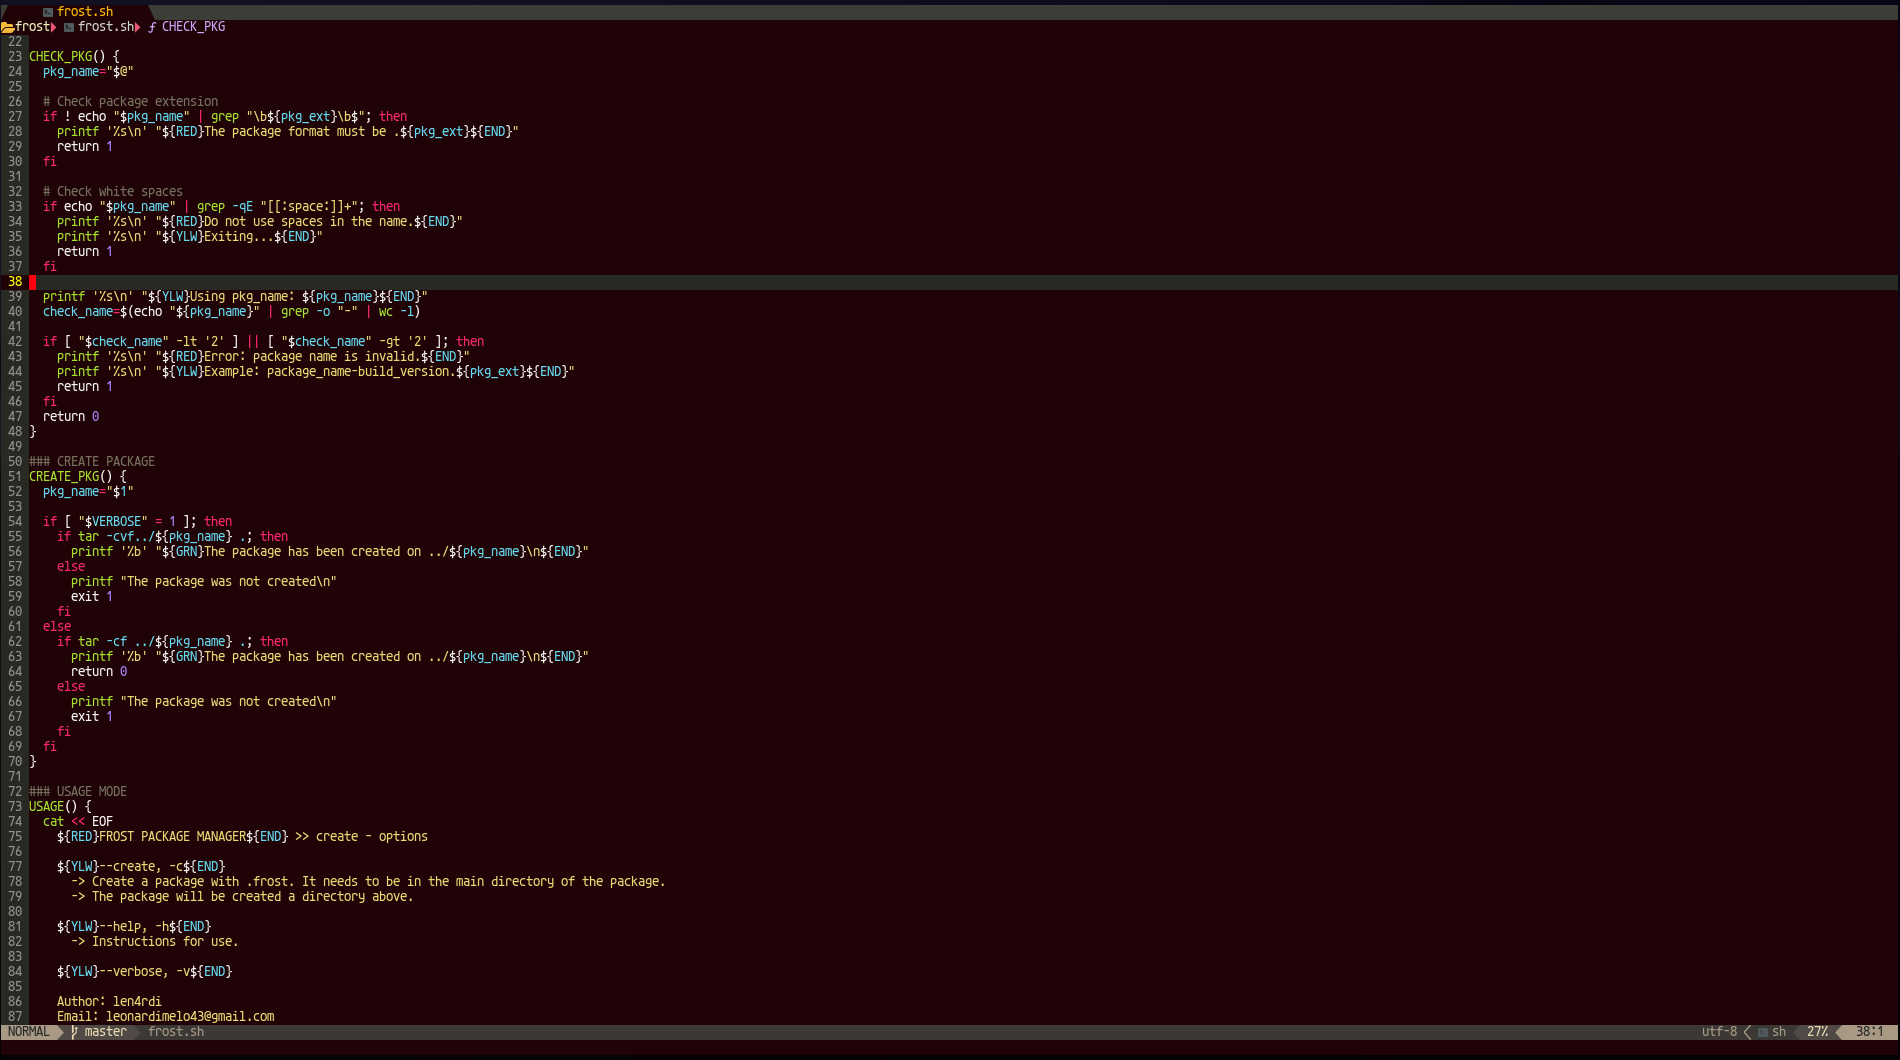 frost.sh
frost frost.sh ƒ CHECK_PKG
22
23 CHECK_PKG() {
24   pkg_name="$@"
25
26   # Check package extension
27   if ! echo "$pkg_name" | grep "\b${pkg_ext}\b$"; then
28     printf '%s\n' "${RED}The package format must be .${pkg_ext}${END}"
29     return 1
30   fi
31
32   # Check white spaces
33   if echo "$pkg_name" | grep -qE "[[:space:]]+"; then
34     printf '%s\n' "${RED}Do not use spaces in the name.${END}"
35     printf '%s\n' "${YLW}Exiting...${END}"
36     return 1
37   fi
38
39   printf '%s\n' "${YLW}Using pkg_name: ${pkg_name}${END}"
40   check_name=$(echo "${pkg_name}" | grep -o "-" | wc -l)
41
42   if [ "$check_name" -lt '2' ] || [ "$check_name" -gt '2' ]; then
43     printf '%s\n' "${RED}Error: package name is invalid.${END}"
44     printf '%s\n' "${YLW}Example: package_name-build_version.${pkg_ext}${END}"
45     return 1
46   fi
47   return 0
48 }
49
50 ### CREATE PACKAGE
51 CREATE_PKG() {
52   pkg_name="$1"
53
54   if [ "$VERBOSE" = 1 ]; then
55     if tar -cvf../${pkg_name} .; then
56       printf '%b' "${GRN}The package has been created on ../${pkg_name}\n${END}"
57     else
58       printf "The package was not created\n"
59       exit 1
60     fi
61   else
62     if tar -cf ../${pkg_name} .; then
63       printf '%b' "${GRN}The package has been created on ../${pkg_name}\n${END}"
64       return 0
65     else
66       printf "The package was not created\n"
67       exit 1
68     fi
69   fi
70 }
71
72 ### USAGE MODE
73 USAGE() {
74   cat << EOF
75     ${RED}FROST PACKAGE MANAGER${END} >> create - options
76
77     ${YLW}--create, -c${END}
78       -> Create a package with .frost. It needs to be in the main directory of the package.
79       -> The package will be created a directory above.
80
81     ${YLW}--help, -h${END}
82       -> Instructions for use.
83
84     ${YLW}--verbose, -v${END}
85
86     Author: len4rdi
87     Email: leonardimelo43@gmail.com
NORMAL master frost.sh utf-8 sh 27% 38:1